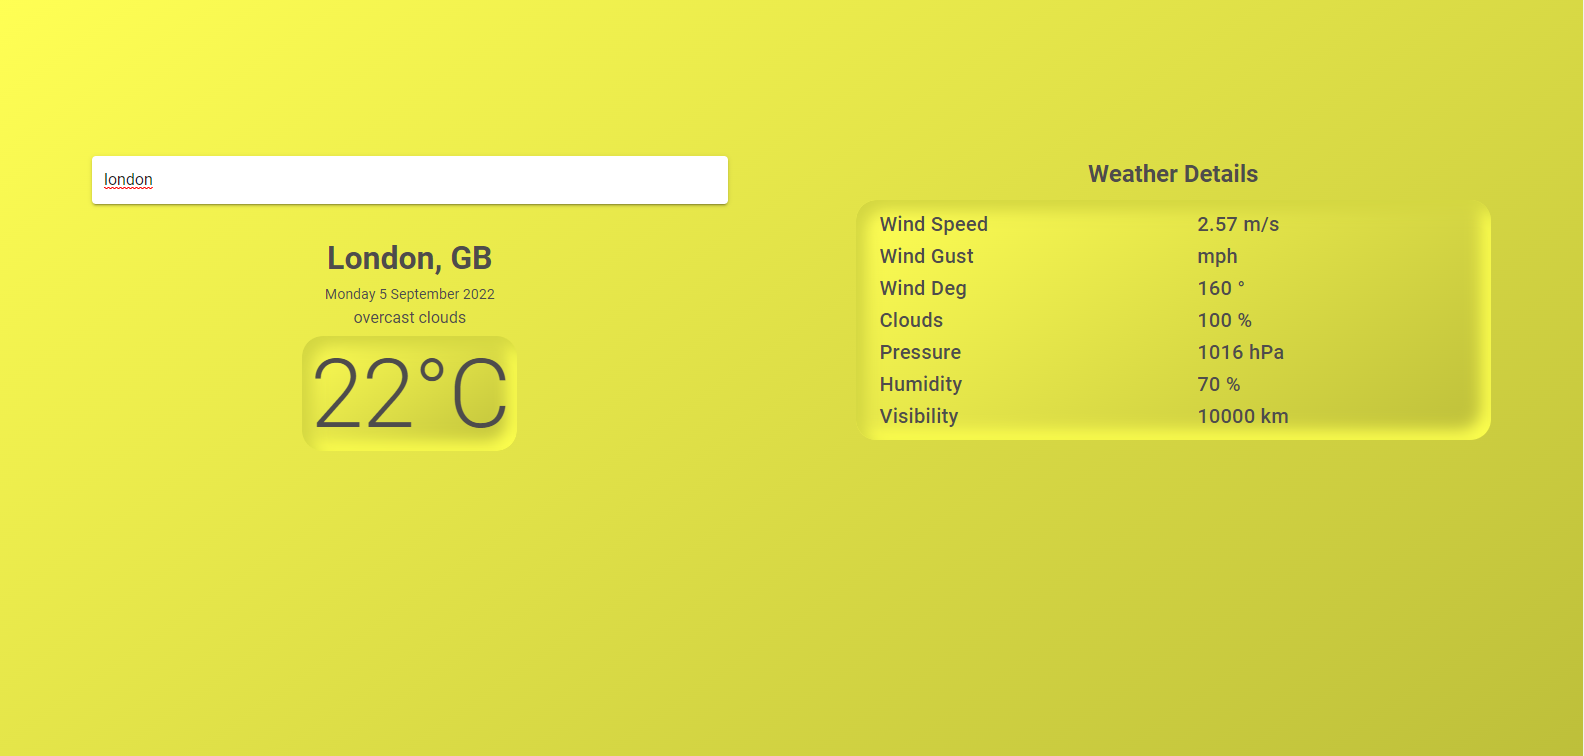 london
London, GB
Monday 5 September 2022
overcast clouds
22°C
Weather Details
Wind Speed 2.57 m/s
Wind Gust mph
Wind Deg 160 °
Clouds 100 %
Pressure 1016 hPa
Humidity 70 %
Visibility 10000 km